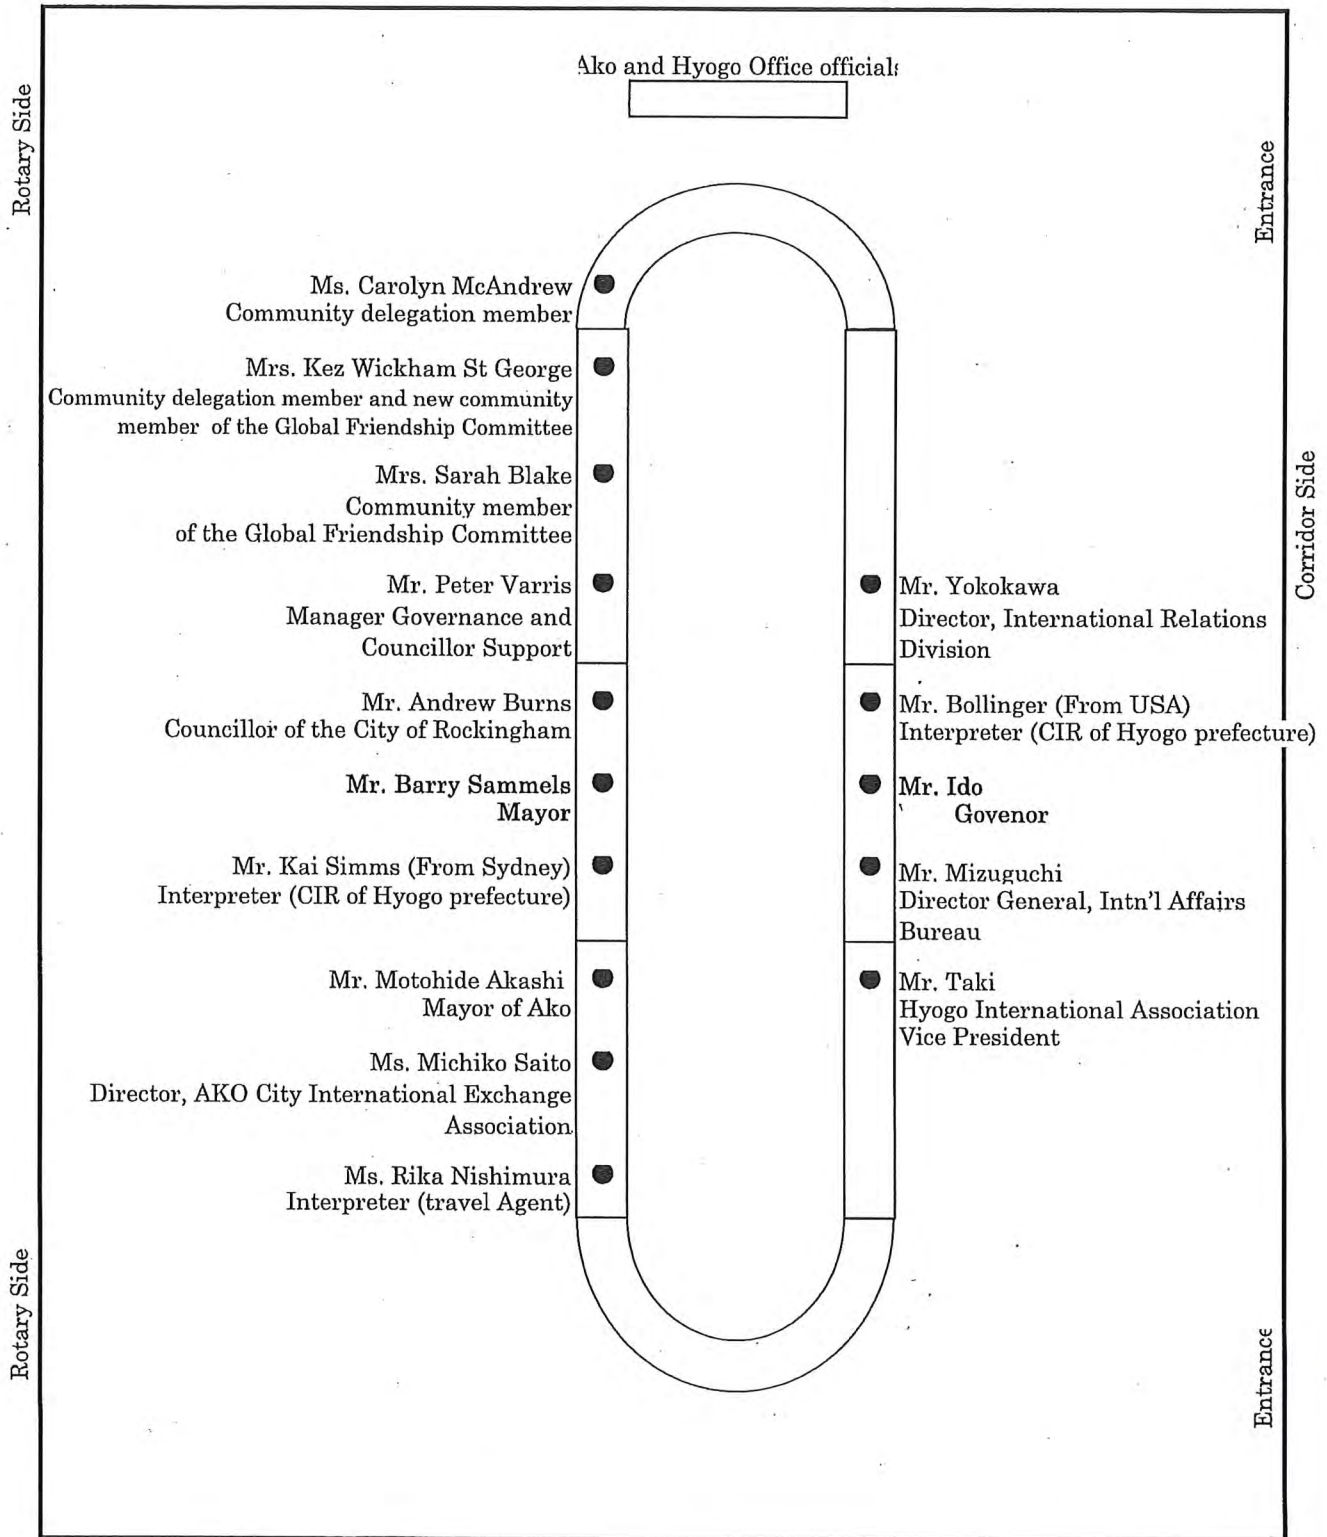 Ako and Hyogo Office officials
Rotary Side
Entrance
Ms. Carolyn McAndrew
Community delegation member
Mrs. Kez Wickham St George
Community delegation member and new community
member of the Global Friendship Committee
Mrs. Sarah Blake
Community member
of the Global Friendship Committee
Mr. Peter Varris
Manager Governance and
Councillor Support
Mr. Andrew Burns
Councillor of the City of Rockingham
Mr. Barry Sammels
Mayor
Mr. Kai Simms (From Sydney)
Interpreter (CIR of Hyogo prefecture)
Mr. Motohide Akashi
Mayor of Ako
Ms. Michiko Saito
Director, AKO City International Exchange
Association
Ms. Rika Nishimura
Interpreter (travel Agent)
Corridor Side
Mr. Yokokawa
Director, International Relations
Division
Mr. Bollinger (From USA)
Interpreter (CIR of Hyogo prefecture)
Mr. Ido
Govenor
Mr. Mizuguchi
Director General, Intn'l Affairs
Bureau
Mr. Taki
Hyogo International Association
Vice President
Rotary Side
Entrance